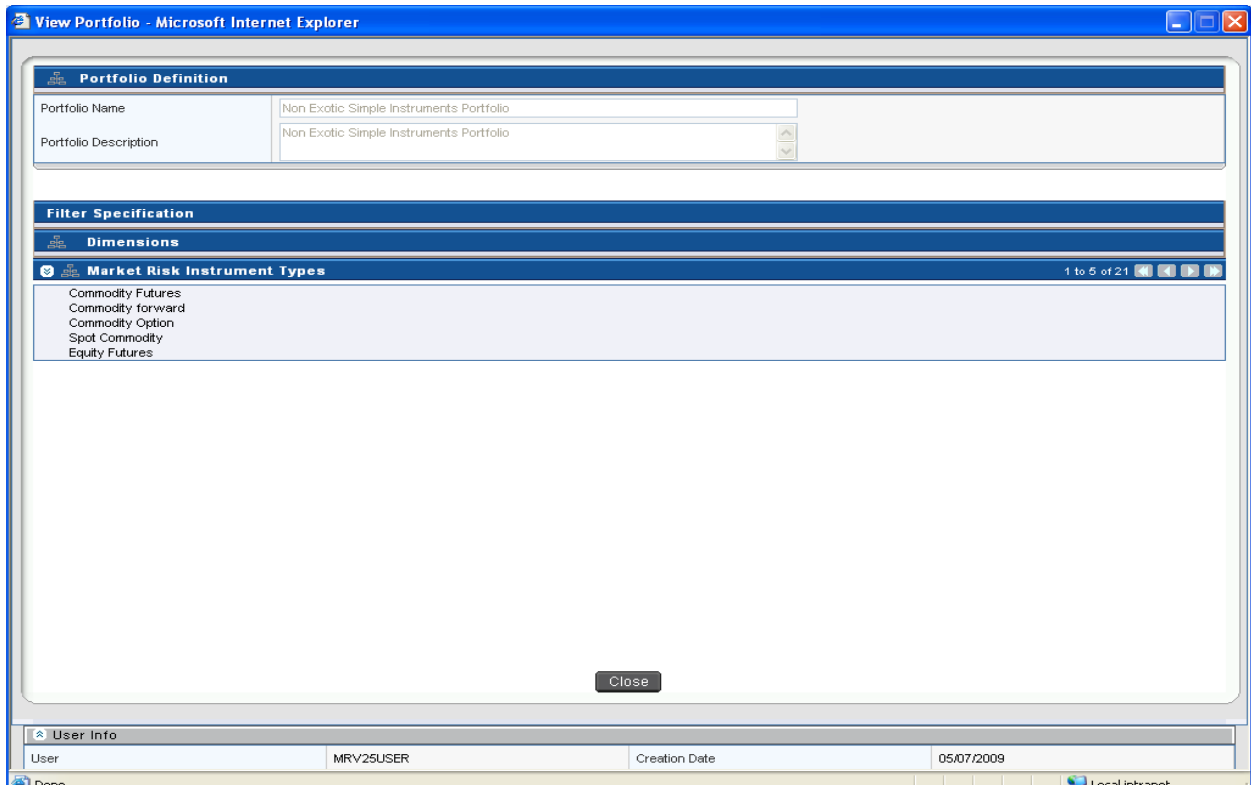 View Portfolio - Microsoft Internet Explorer
Portfolio Definition
Portfolio Name Non Exotic Simple Instruments Portfolio
Portfolio Description Non Exotic Simple Instruments Portfolio
Filter Specification
Dimensions
Market Risk Instrument Types 1 to 5 of 21
Commodity Futures
Commodity forward
Commodity Option
Spot Commodity
Equity Futures
Close
User Info
User MRV25USER Creation Date 05/07/2009
Done Local intranet